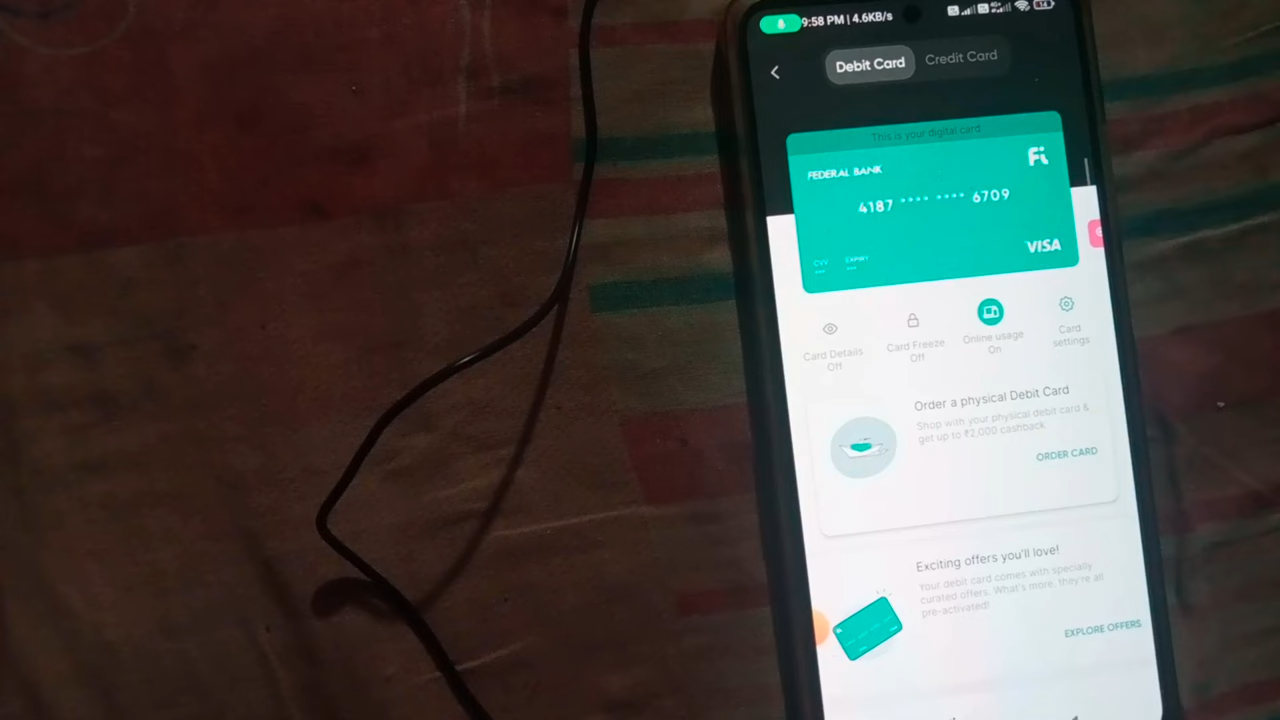 9:58 PM | 4.6KB/s
14
Debit Card
Credit Card
This is your digital card
FEDERAL BANK
Fi
4187 **** **** 6709
VISA
CVV
***
EXPIRY
***
Card Details
Off
Card Freeze
Off
Online usage
On
Card
settings
Order a physical Debit Card
Shop with your physical debit card &
get up to ₹2,000 cashback
ORDER CARD
Exciting offers you'll love!
Your debit card comes with specially
curated offers. What's more, they're all
pre-activated!
EXPLORE OFFERS